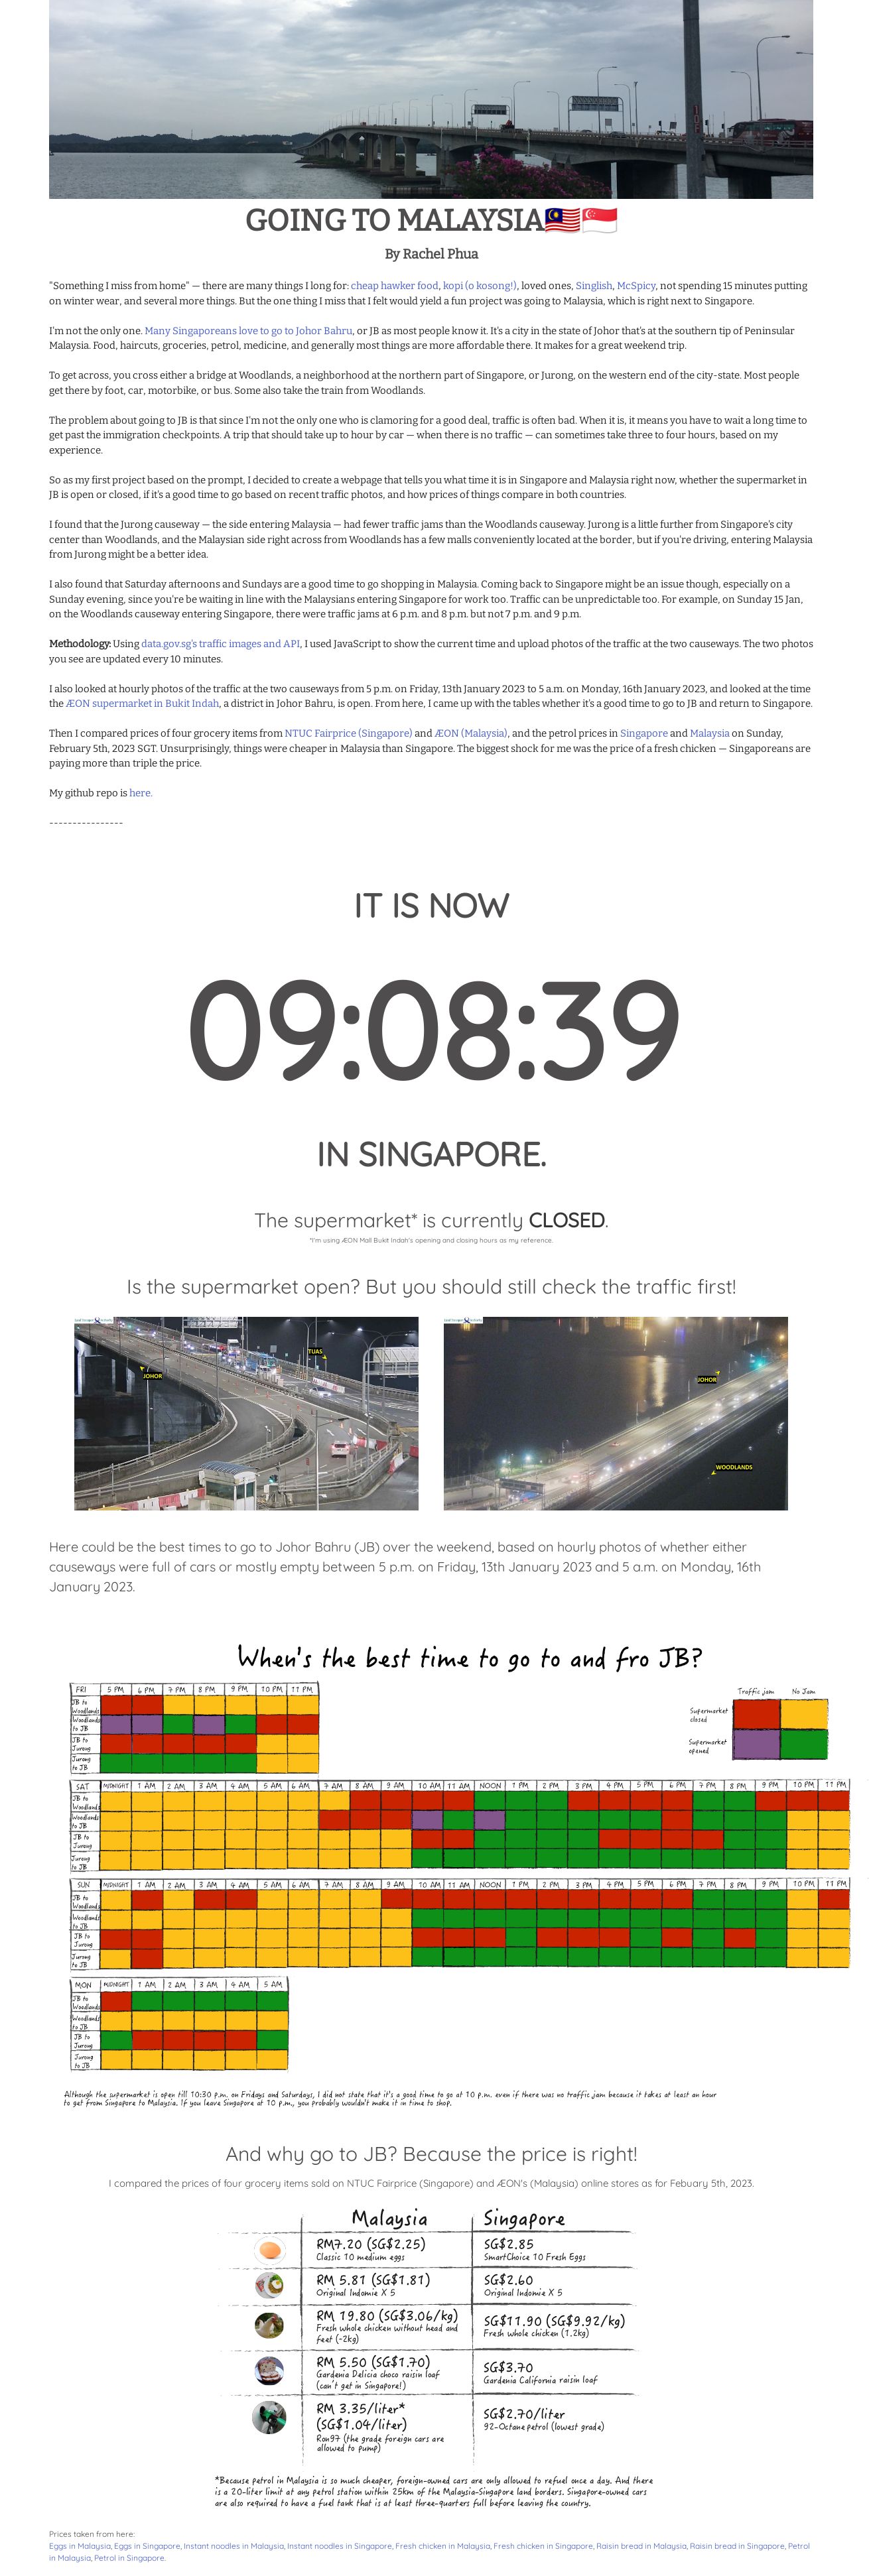 GOING TO MALAYSIA🇲🇾🇸🇬
By Rachel Phua
"Something I miss from home" — there are many things I long for: cheap hawker food, kopi (o kosong!), loved ones, Singlish, McSpicy, not spending 15 minutes putting
on winter wear, and several more things. But the one thing I miss that I felt would yield a fun project was going to Malaysia, which is right next to Singapore.
I'm not the only one. Many Singaporeans love to go to Johor Bahru, or JB as most people know it. It's a city in the state of Johor that's at the southern tip of Peninsular
Malaysia. Food, haircuts, groceries, petrol, medicine, and generally most things are more affordable there. It makes for a great weekend trip.
To get across, you cross either a bridge at Woodlands, a neighborhood at the northern part of Singapore, or Jurong, on the western end of the city-state. Most people
get there by foot, car, motorbike, or bus. Some also take the train from Woodlands.
The problem about going to JB is that since I'm not the only one who is clamoring for a good deal, traffic is often bad. When it is, it means you have to wait a long time to
get past the immigration checkpoints. A trip that should take up to hour by car — when there is no traffic — can sometimes take three to four hours, based on my
experience.
So as my first project based on the prompt, I decided to create a webpage that tells you what time it is in Singapore and Malaysia right now, whether the supermarket in
JB is open or closed, if it's a good time to go based on recent traffic photos, and how prices of things compare in both countries.
I found that the Jurong causeway — the side entering Malaysia — had fewer traffic jams than the Woodlands causeway. Jurong is a little further from Singapore's city
center than Woodlands, and the Malaysian side right across from Woodlands has a few malls conveniently located at the border, but if you're driving, entering Malaysia
from Jurong might be a better idea.
I also found that Saturday afternoons and Sundays are a good time to go shopping in Malaysia. Coming back to Singapore might be an issue though, especially on a
Sunday evening, since you're be waiting in line with the Malaysians entering Singapore for work too. Traffic can be unpredictable too. For example, on Sunday 15 Jan,
on the Woodlands causeway entering Singapore, there were traffic jams at 6 p.m. and 8 p.m. but not 7 p.m. and 9 p.m.
Methodology: Using data.gov.sg's traffic images and API, I used JavaScript to show the current time and upload photos of the traffic at the two causeways. The two photos
you see are updated every 10 minutes.
I also looked at hourly photos of the traffic at the two causeways from 5 p.m. on Friday, 13th January 2023 to 5 a.m. on Monday, 16th January 2023, and looked at the time
the ÆON supermarket in Bukit Indah, a district in Johor Bahru, is open. From here, I came up with the tables whether it's a good time to go to JB and return to Singapore.
Then I compared prices of four grocery items from NTUC Fairprice (Singapore) and ÆON (Malaysia), and the petrol prices in Singapore and Malaysia on Sunday,
February 5th, 2023 SGT. Unsurprisingly, things were cheaper in Malaysia than Singapore. The biggest shock for me was the price of a fresh chicken — Singaporeans are
paying more than triple the price.
My github repo is here.
----------------
IT IS NOW
09:08:39
IN SINGAPORE.
The supermarket* is currently CLOSED.
*I'm using ÆON Mall Bukit Indah's opening and closing hours as my reference.
Is the supermarket open? But you should still check the traffic first!
TUAS
JOHOR
JOHOR
WOODLANDS
Here could be the best times to go to Johor Bahru (JB) over the weekend, based on hourly photos of whether either
causeways were full of cars or mostly empty between 5 p.m. on Friday, 13th January 2023 and 5 a.m. on Monday, 16th
January 2023.
When's the best time to go to and fro JB?
Traffic jam No Jam
Supermarket closed
Supermarket opened
FRI 5 PM 6 PM 7 PM 8 PM 9 PM 10 PM 11 PM
JB to Woodlands
Woodlands to JB
JB to Jurong
Jurong to JB
SAT MIDNIGHT 1 AM 2 AM 3 AM 4 AM 5 AM 6 AM 7 AM 8 AM 9 AM 10 AM 11 AM NOON 1 PM 2 PM 3 PM 4 PM 5 PM 6 PM 7 PM 8 PM 9 PM 10 PM 11 PM
JB to Woodlands
Woodlands to JB
JB to Jurong
Jurong to JB
SUN MIDNIGHT 1 AM 2 AM 3 AM 4 AM 5 AM 6 AM 7 AM 8 AM 9 AM 10 AM 11 AM NOON 1 PM 2 PM 3 PM 4 PM 5 PM 6 PM 7 PM 8 PM 9 PM 10 PM 11 PM
JB to Woodlands
Woodlands to JB
JB to Jurong
Jurong to JB
MON MIDNIGHT 1 AM 2 AM 3 AM 4 AM 5 AM
JB to Woodlands
Woodlands to JB
JB to Jurong
Jurong to JB
Although the supermarket is open till 10:30 p.m. on Fridays and Saturdays, I did not state that it's a good time to go at 10 p.m. even if there was no traffic jam because it takes at least an hour
to get from Singapore to Malaysia. If you leave Singapore at 10 p.m., you probably wouldn't make it in time to shop.
And why go to JB? Because the price is right!
I compared the prices of four grocery items sold on NTUC Fairprice (Singapore) and ÆON's (Malaysia) online stores as for Febuary 5th, 2023.
Malaysia Singapore
RM7.20 (SG$2.25)
Classic 10 medium eggs
SG$2.85
SmartChoice 10 Fresh Eggs
RM 5.81 (SG$1.81)
Original Indomie X 5
SG$2.60
Original Indomie X 5
RM 19.80 (SG$3.06/kg)
Fresh whole chicken without head and
feet (~2kg)
SG$11.90 (SG$9.92/kg)
Fresh whole chicken (1.2kg)
RM 5.50 (SG$1.70)
Gardenia Delicia choco raisin loaf
(can't get in Singapore!)
SG$3.70
Gardenia California raisin loaf
RM 3.35/liter*
(SG$1.04/liter)
Ron97 (the grade foreign cars are
allowed to pump)
SG$2.70/liter
92-Octane petrol (lowest grade)
*Because petrol in Malaysia is so much cheaper, foreign-owned cars are only allowed to refuel once a day. And there
is a 20-liter limit at any petrol station within 25km of the Malaysia-Singapore land borders. Singapore-owned cars
are also required to have a fuel tank that is at least three-quarters full before leaving the country.
Prices taken from here:
Eggs in Malaysia, Eggs in Singapore, Instant noodles in Malaysia, Instant noodles in Singapore, Fresh chicken in Malaysia, Fresh chicken in Singapore, Raisin bread in Malaysia, Raisin bread in Singapore, Petrol
in Malaysia, Petrol in Singapore.